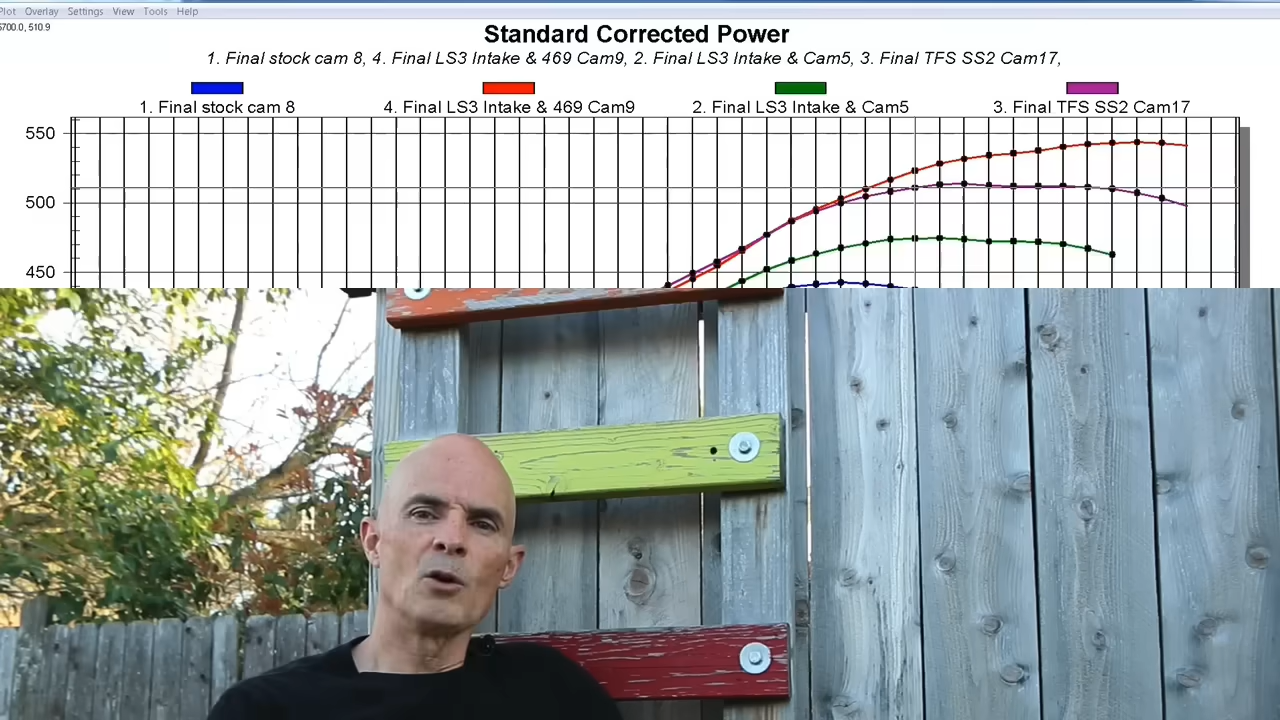 Plot Overlay Settings View Tools Help
5700.0, 510.9
Standard Corrected Power
1. Final stock cam 8, 4. Final LS3 Intake & 469 Cam9, 2. Final LS3 Intake & Cam5, 3. Final TFS SS2 Cam17,
1. Final stock cam 8 4. Final LS3 Intake & 469 Cam9 2. Final LS3 Intake & Cam5 3. Final TFS SS2 Cam17
550
500
450